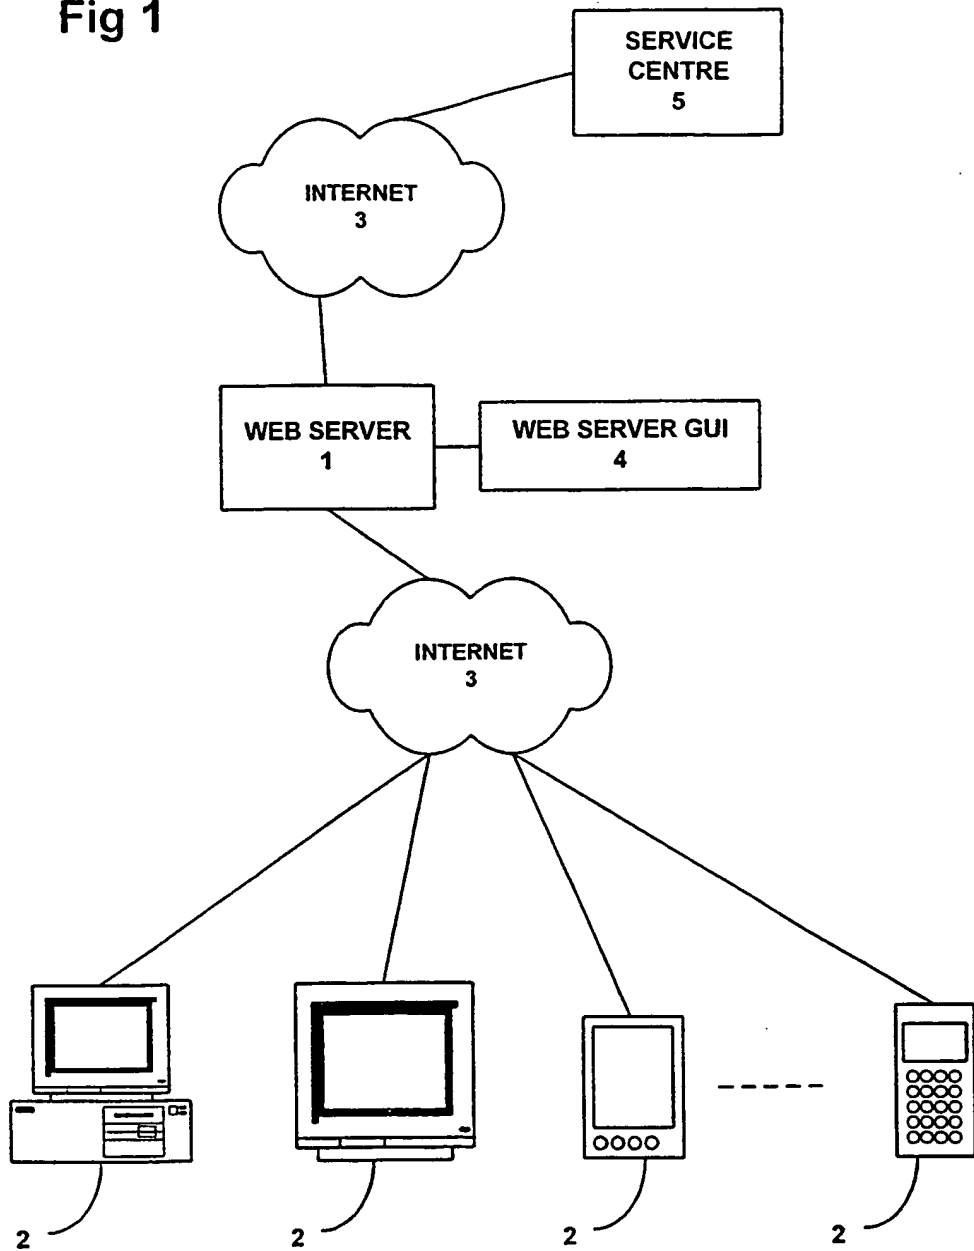 Fig 1
SERVICE
CENTRE
5
INTERNET
3
WEB SERVER
1
WEB SERVER GUI
4
INTERNET
3
2
2
2
2